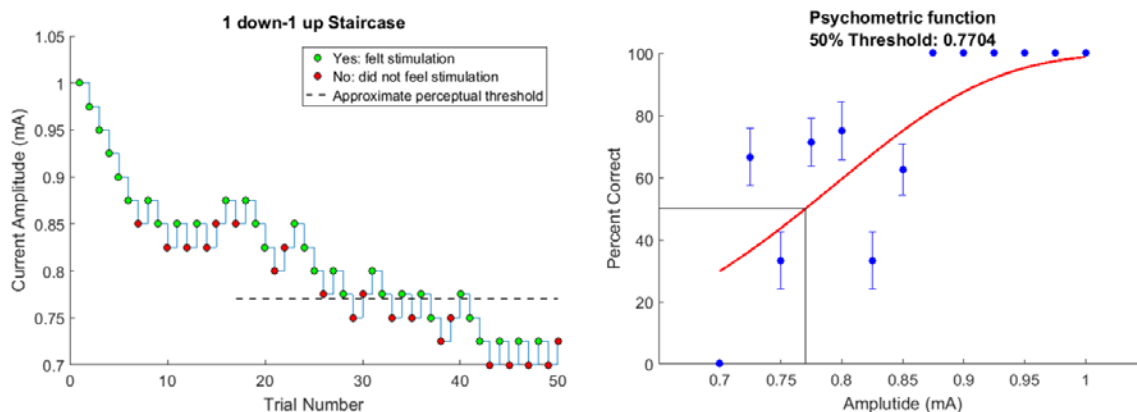 1 down-1 up Staircase
1.05
1
0.95
0.9
0.85
0.8
0.75
0.7
Current Amplitude (mA)
Yes: felt stimulation
No: did not feel stimulation
Approximate perceptual threshold
0
10
20
30
40
50
Trial Number
Psychometric function
50% Threshold: 0.7704
100
80
60
40
20
0
Percent Correct
0.7
0.75
0.8
0.85
0.9
0.95
1
Amplutide (mA)